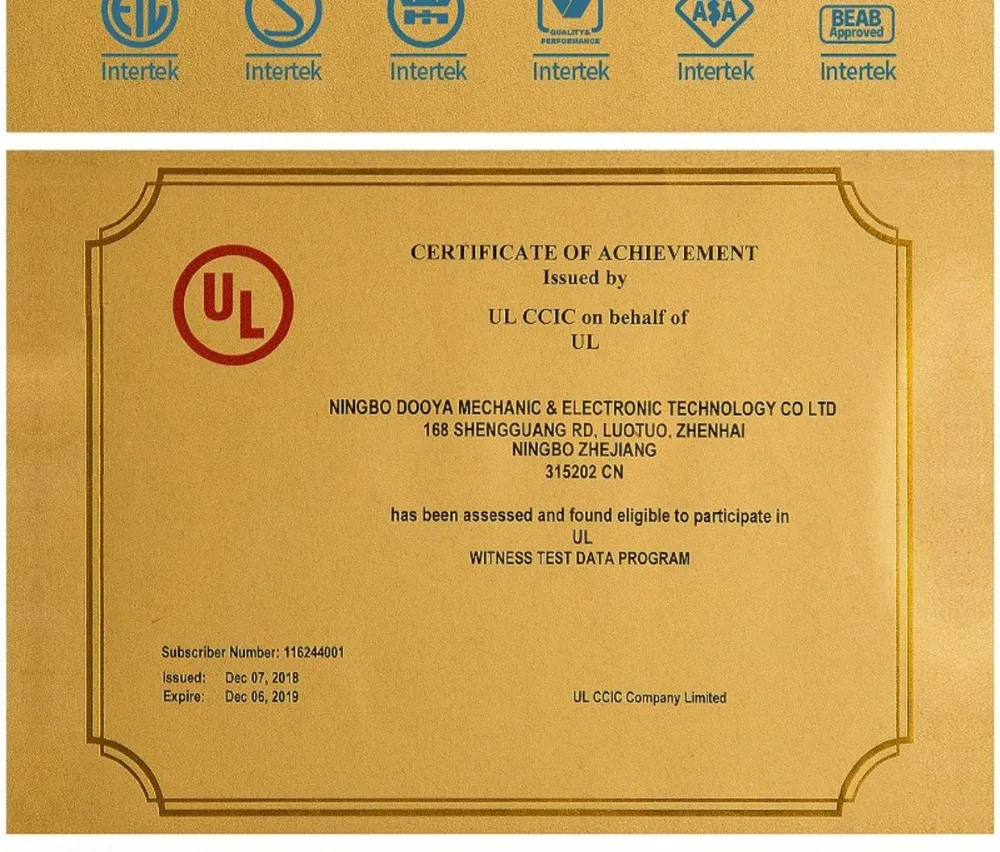 ETL
S
WH
QUALITY&
PERFORMANCE
ASA
BEAB
Approved
Intertek Intertek Intertek Intertek Intertek Intertek
CERTIFICATE OF ACHIEVEMENT
Issued by
UL CCIC on behalf of
UL
UL
NINGBO DOOYA MECHANIC & ELECTRONIC TECHNOLOGY CO LTD
168 SHENGGUANG RD, LUOTUO, ZHENHAI
NINGBO ZHEJIANG
315202 CN
has been assessed and found eligible to participate in
UL
WITNESS TEST DATA PROGRAM
Subscriber Number: 116244001
Issued: Dec 07, 2018
Expire: Dec 06, 2019
UL CCIC Company Limited